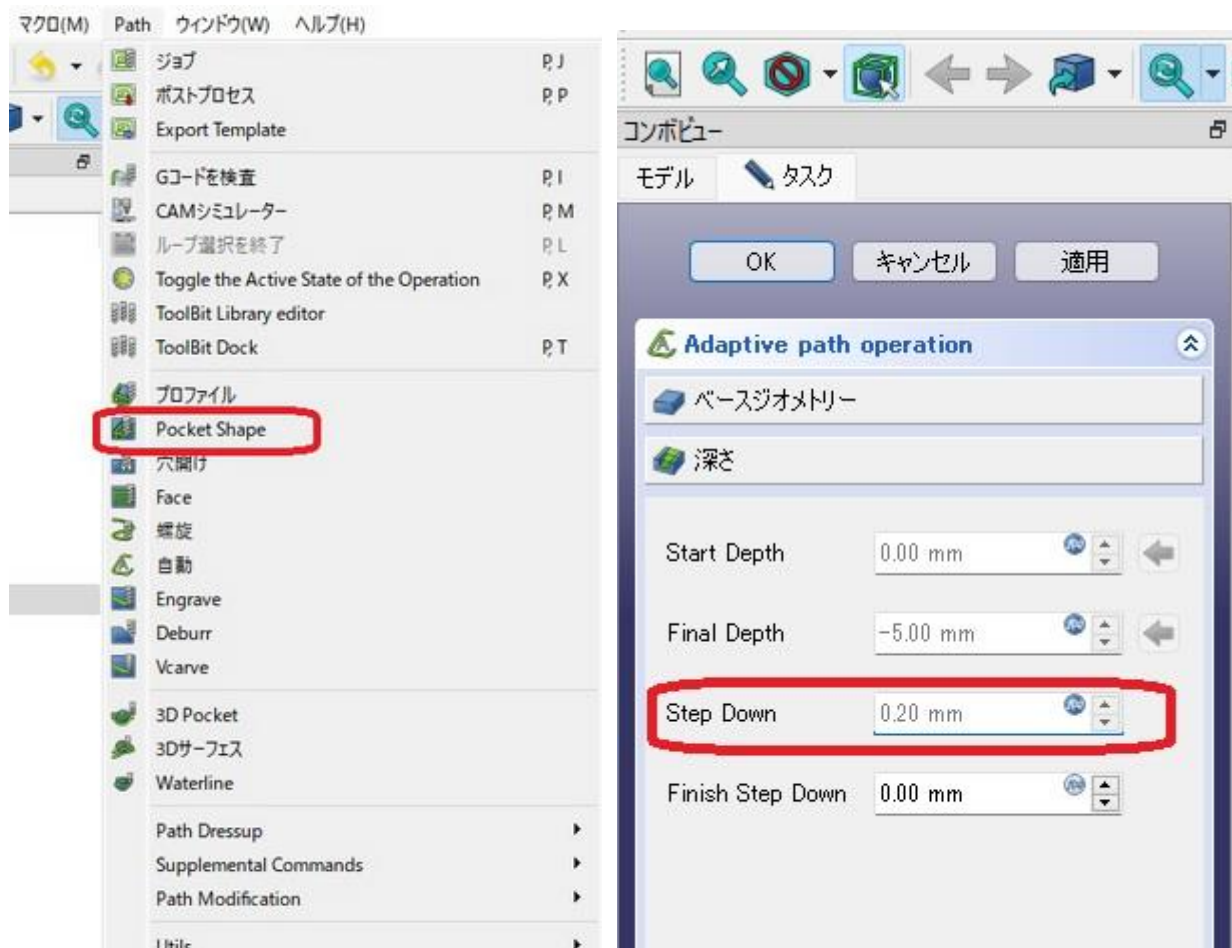 マクロ(M) Path ウィンドウ(W) ヘルプ(H)
ジョブ P, J
ポストプロセス P, P
Export Template
Gコードを検査 P, I
CAMシミュレーター P, M
ループ選択を終了 P, L
Toggle the Active State of the Operation P, X
ToolBit Library editor
ToolBit Dock P, T
プロファイル
Pocket Shape
穴開け
Face
螺旋
自動
Engrave
Deburr
Vcarve
3D Pocket
3Dサーフェス
Waterline
Path Dressup
Supplemental Commands
Path Modification
Utils
コンボビュー
モデル タスク
OK キャンセル 適用
Adaptive path operation
ベースジオメトリー
深さ
Start Depth 0.00 mm
Final Depth -5.00 mm
Step Down 0.20 mm
Finish Step Down 0.00 mm